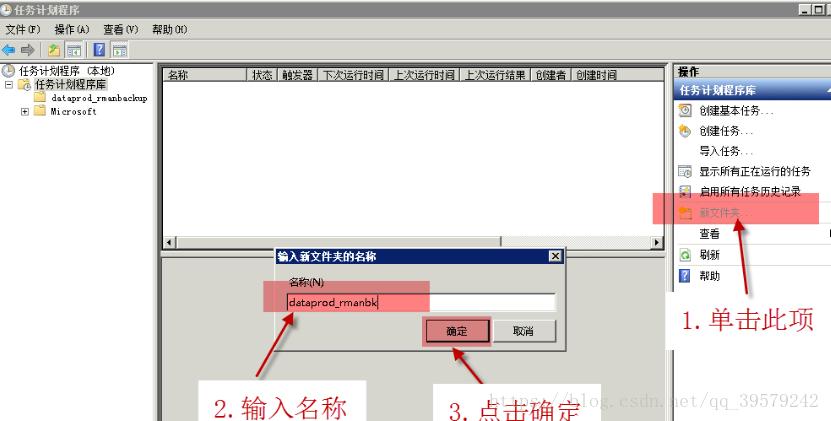 任务计划程序
文件(F) 操作(A) 查看(V) 帮助(H)
任务计划程序 (本地)
任务计划程序库
dataprod_rmanbackup
Microsoft
名称 状态 触发器 下次运行时间 上次运行时间 上次运行结果 创建者 创建时间
操作
任务计划程序库
创建基本任务...
创建任务...
导入任务...
显示所有正在运行的任务
启用所有任务历史记录
新文件夹...
查看
刷新
帮助
输入新文件夹的名称
名称(N)
dataprod_rmanbk
确定 取消
1.单击此项
2.输入名称
3.点击确定
https://blog.csdn.net/qq_39579242